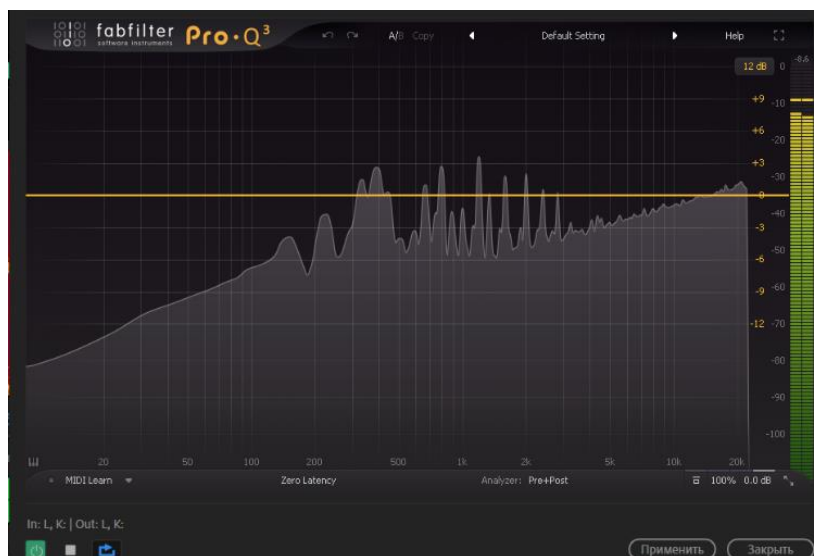 fabfilter Pro·Q³
software instruments
A/B Copy Default Setting Help
12 dB 0 -8.6
+9 -10
+6 -20
+3 -30
0
-3 -40
-6 -50
-9 -60
-12 -70
-80
-90
-100
20 50 100 200 500 1k 2k 5k 10k 20k
MIDI Learn Zero Latency Analyzer: Pre+Post 100% 0.0 dB
In: L, К: | Out: L, К:
Применить Закрыть